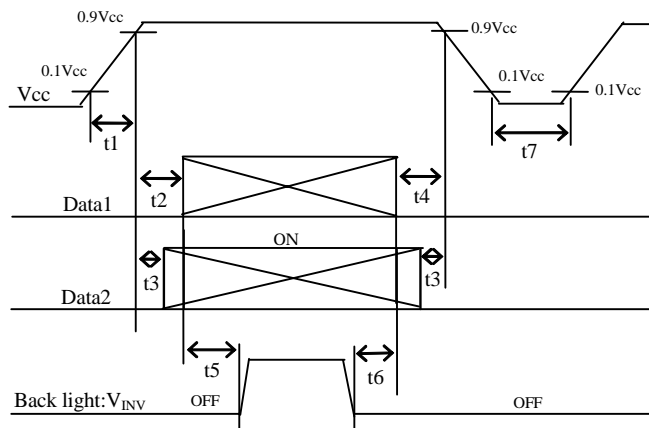 0.9Vcc 0.9Vcc
0.1Vcc 0.1Vcc 0.1Vcc
Vcc
t1 t7
t2 t4
Data1
ON
t3 t3
Data2
t5 t6
Back light:VINV OFF OFF